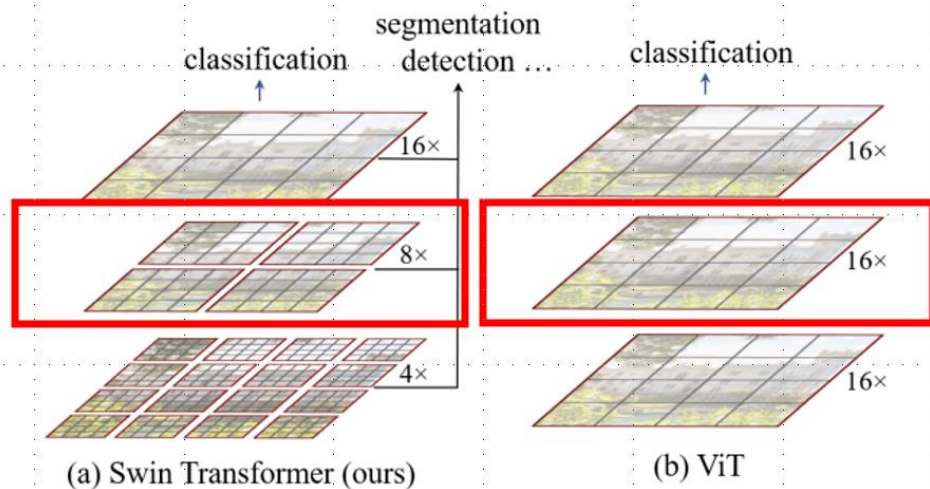 segmentation
classification
detection ...
classification
16×
16×
8×
16×
4×
16×
(a) Swin Transformer (ours)
(b) ViT